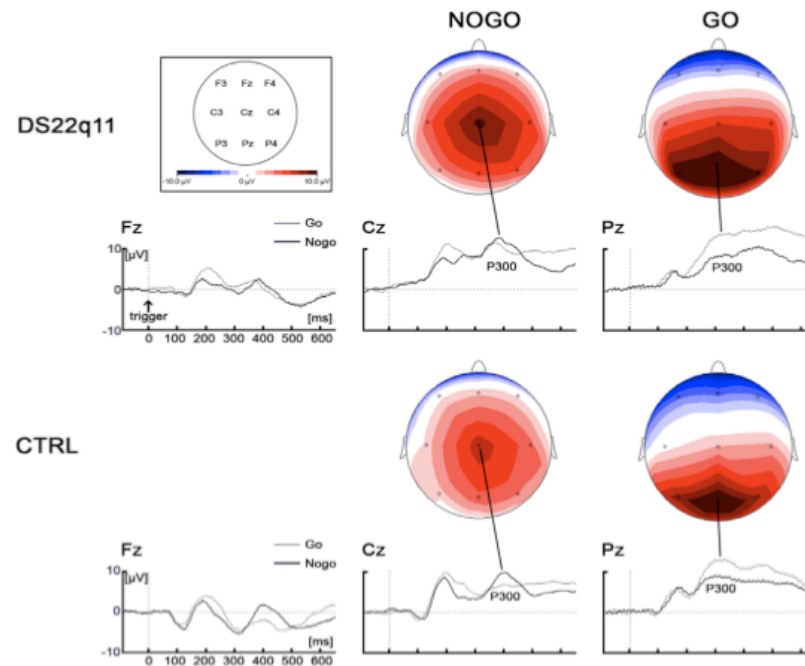 NOGO GO
DS22q11
F3 Fz F4
C3 Cz C4
P3 Pz P4
-10.0 µV 0 µV 10.0 µV
Fz
Go
Nogo
[µV]
10
0
-10
trigger
[ms]
0 100 200 300 400 500 600
Cz
P300
Pz
P300
CTRL
Fz
Go
Nogo
[µV]
10
0
-10
[ms]
0 100 200 300 400 500 600
Cz
P300
Pz
P300